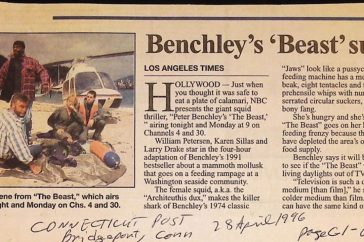 Benchley's 'Beast' su
LOS ANGELES TIMES
HOLLYWOOD — Just
when you thought it was safe to
eat a plate of calamari, NBC
presents the giant squid
thriller, "Peter Benchley's 'The Beast,'
" airing tonight and Monday at 9 on
Channels 4 and 30.
William Petersen, Karen Sillas and
Larry Drake star in the four-hour
adaptation of Benchley's 1991
bestseller about a mammoth mollusk
that goes on a feeding rampage at a
Washington seaside community.
The female squid, a.k.a. the
"Architeuthis dux," makes the killer
shark of Benchley's 1974 classic
"Jaws" look like a pussyc
feeding machine has a mo
beak, eight tentacles and t
prehensile whips with rows
serrated circular suckers,
bony fan.
She's hungry and she's
The Beast" goes on her
have depleted the area's
food supply.
Benchley says it will b
to see if the "The Beast"
living daylights out of TV
"Television is such a d
medium [than film]," he
colder medium than film
can have the same kind of
ene from "The Beast," which airs
ght and Monday on Chs. 4 and 30.
CONNECTICUT POST
Bridgeport, Conn
28 April 1996
page G1-2